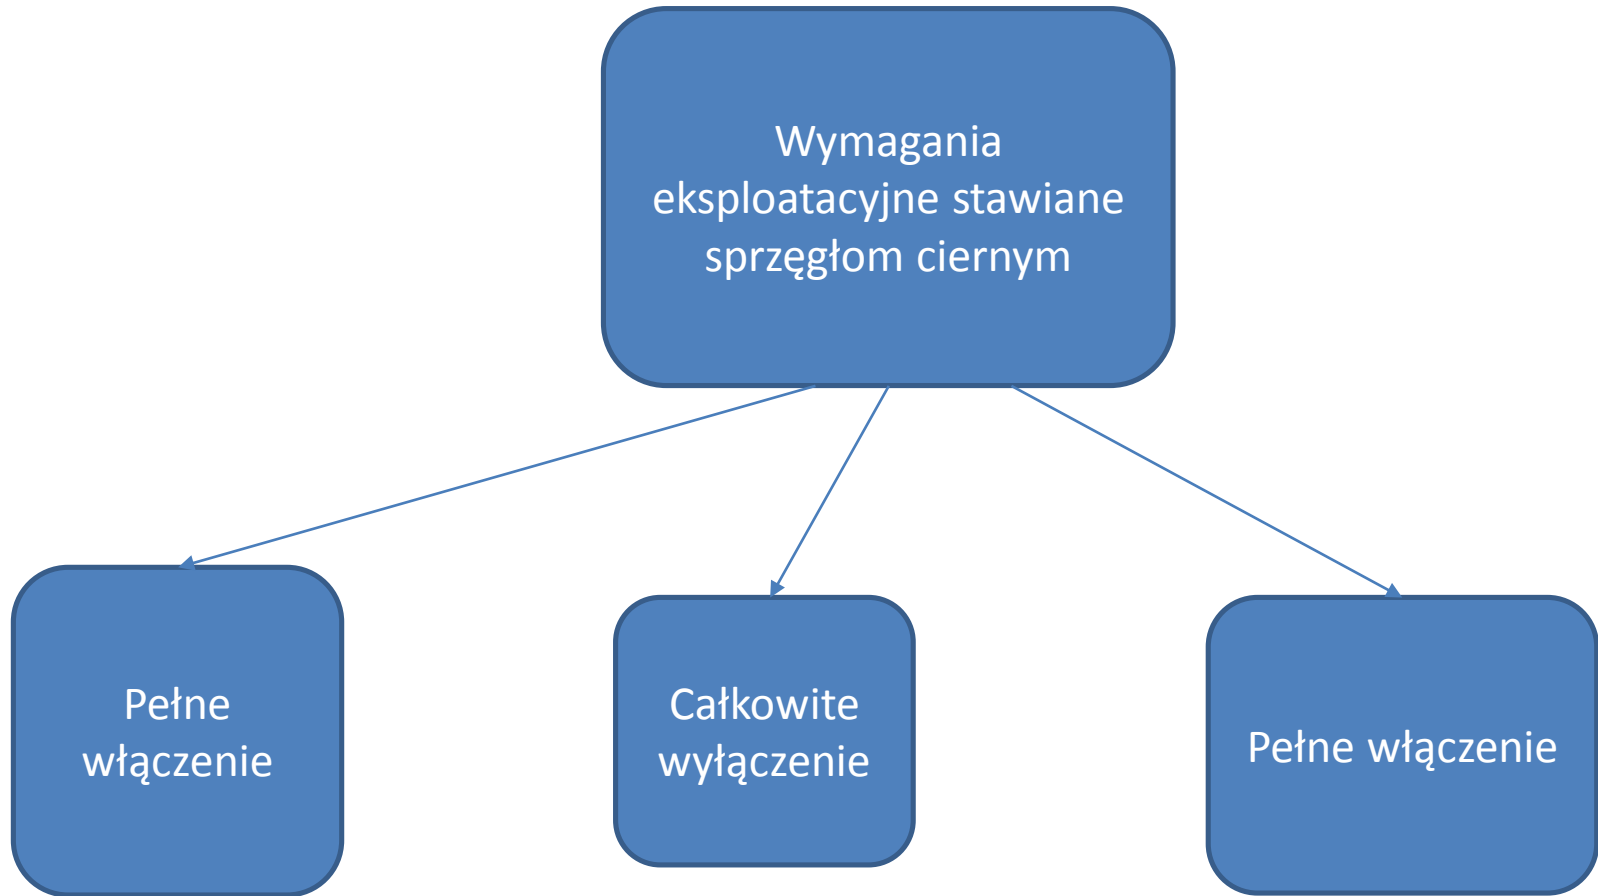 Wymagania
eksploatacyjne stawiane
sprzęgłom ciernym
Pełne
włączenie
Całkowite
wyłączenie
Pełne włączenie